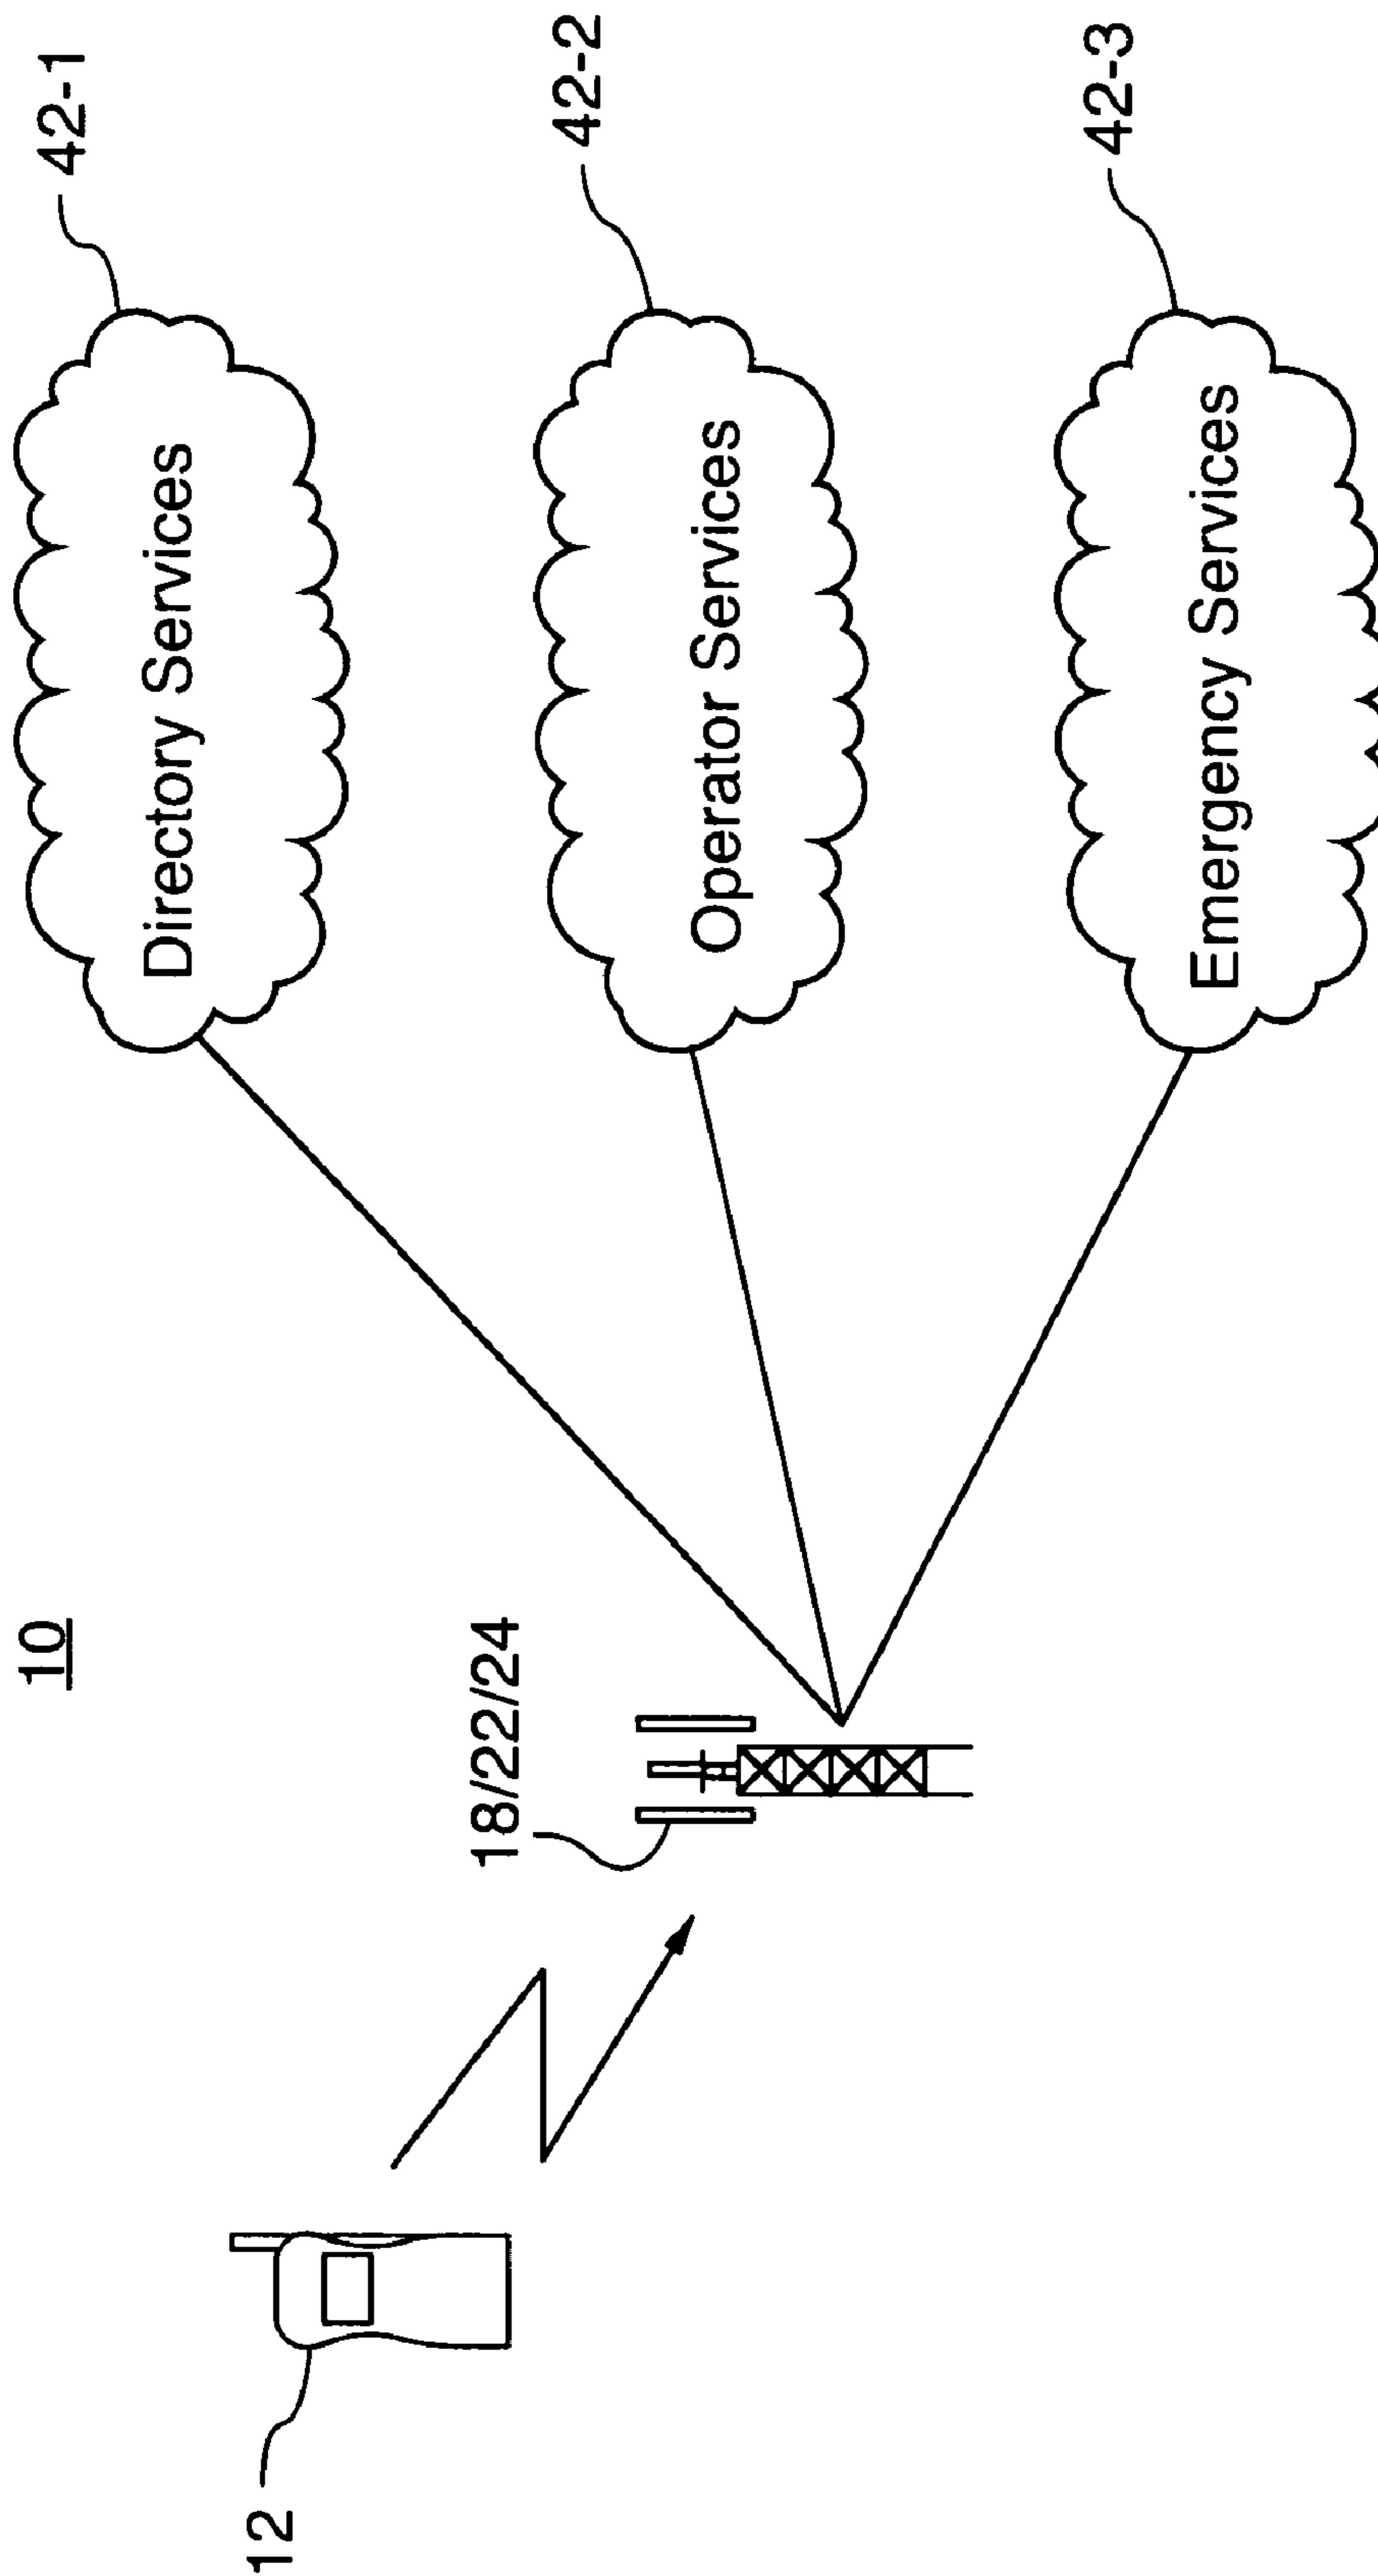 10
42-1
Directory Services
18/22/24
42-2
Operator Services
12
42-3
Emergency Services